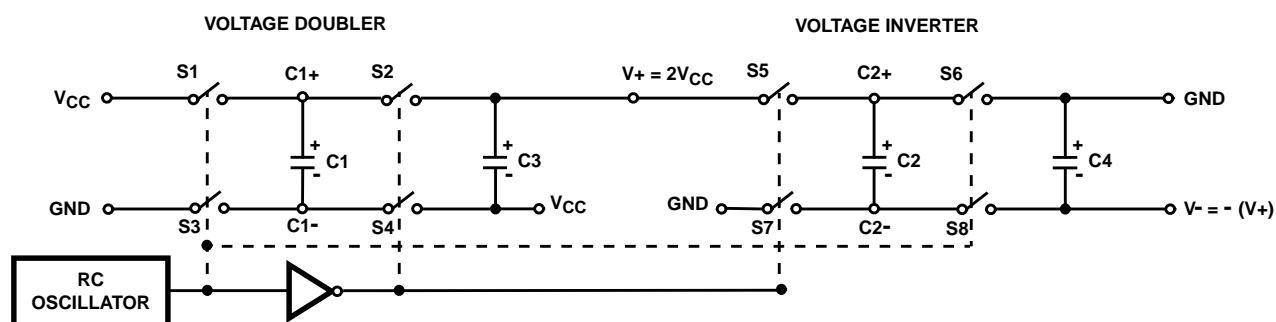 VOLTAGE DOUBLER
VOLTAGE INVERTER
S1
C1+
S2
V+ = 2VCC
S5
C2+
S6
VCC
GND
+
-
C1
+
-
C3
+
-
C2
+
-
C4
GND
S3
C1-
S4
VCC
GND
S7
C2-
S8
V- = - (V+)
RC
OSCILLATOR